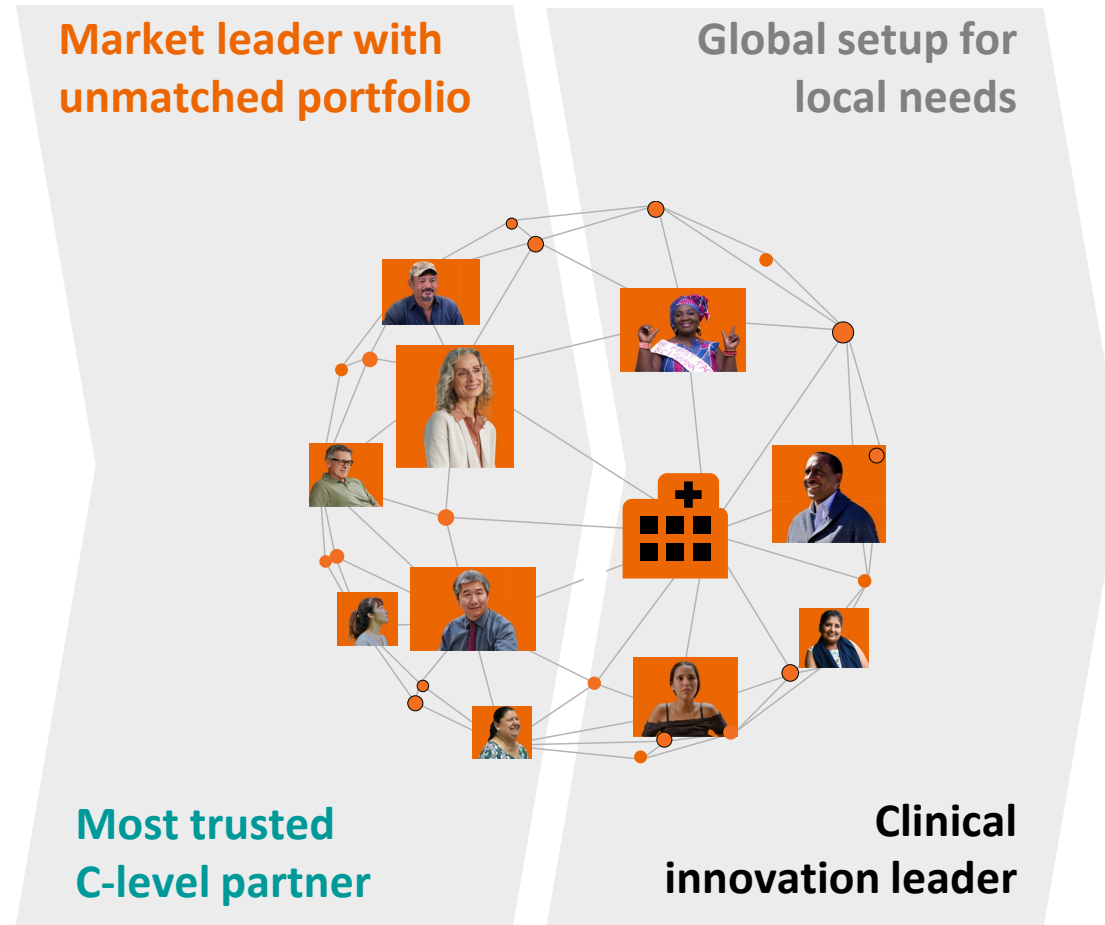 Market leader with
unmatched portfolio
Global setup for
local needs
Most trusted
C-level partner
Clinical
innovation leader